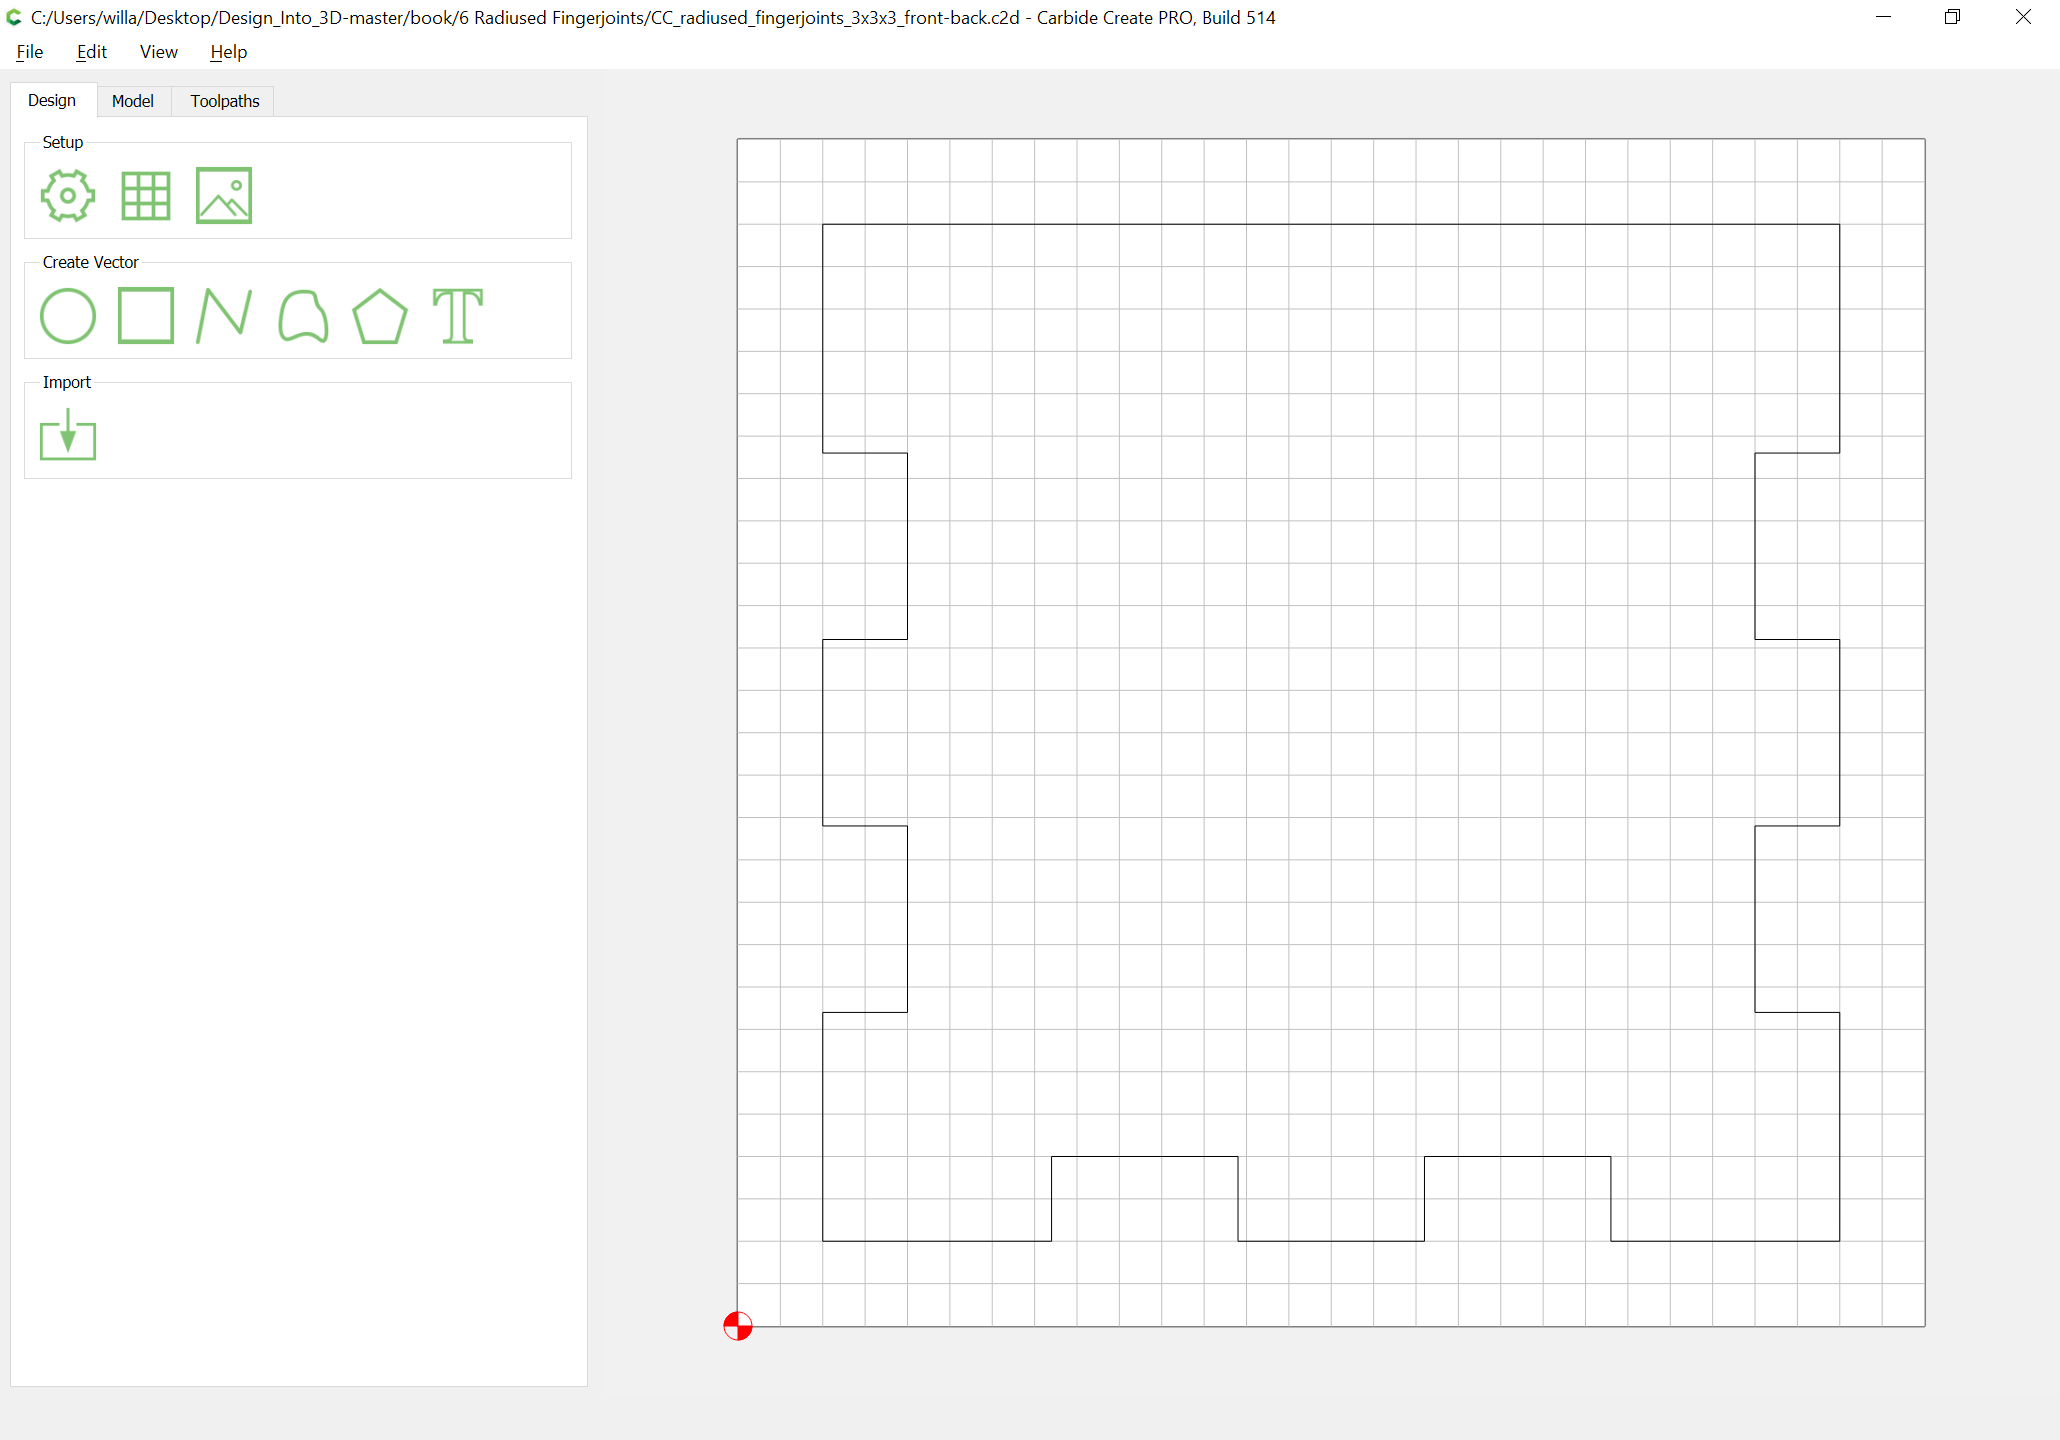 C:/Users/willa/Desktop/Design_Into_3D-master/book/6 Radiused Fingerjoints/CC_radiused_fingerjoints_3x3x3_front-back.c2d - Carbide Create PRO, Build 514
File Edit View Help
Design Model Toolpaths
Setup
Create Vector
Import